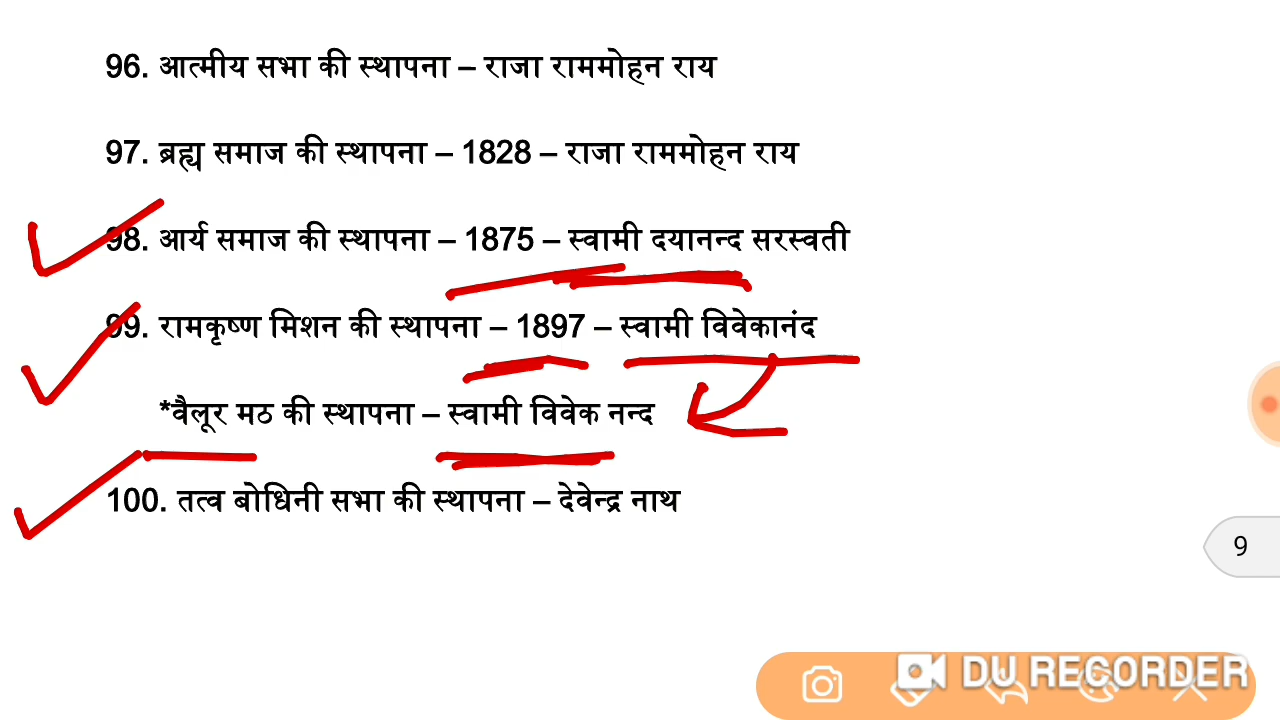 96. आत्मीय सभा की स्थापना – राजा राममोहन राय
97. ब्रह्य समाज की स्थापना – 1828 – राजा राममोहन राय
98. आर्य समाज की स्थापना – 1875 – स्वामी दयानन्द सरस्वती
99. रामकृष्ण मिशन की स्थापना – 1897 – स्वामी विवेकानंद
*वैलूर मठ की स्थापना – स्वामी विवेक नन्द
100. तत्व बोधिनी सभा की स्थापना – देवेन्द्र नाथ
9
DU RECORDER